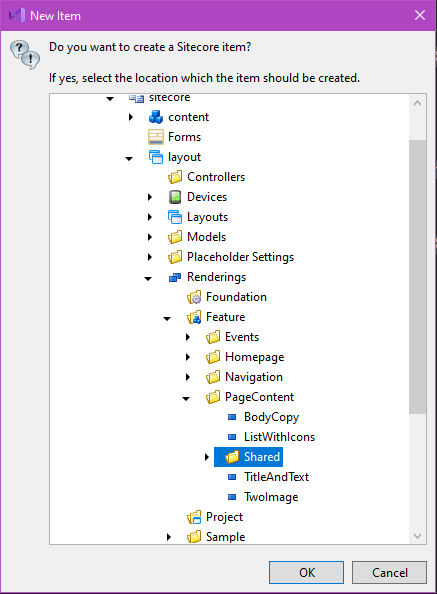 New Item
Do you want to create a Sitecore item?
If yes, select the location which the item should be created.
sitecore
content
Forms
layout
Controllers
Devices
Layouts
Models
Placeholder Settings
Renderings
Foundation
Feature
Events
Homepage
Navigation
PageContent
BodyCopy
ListWithIcons
Shared
TitleAndText
TwoImage
Project
Sample
OK Cancel